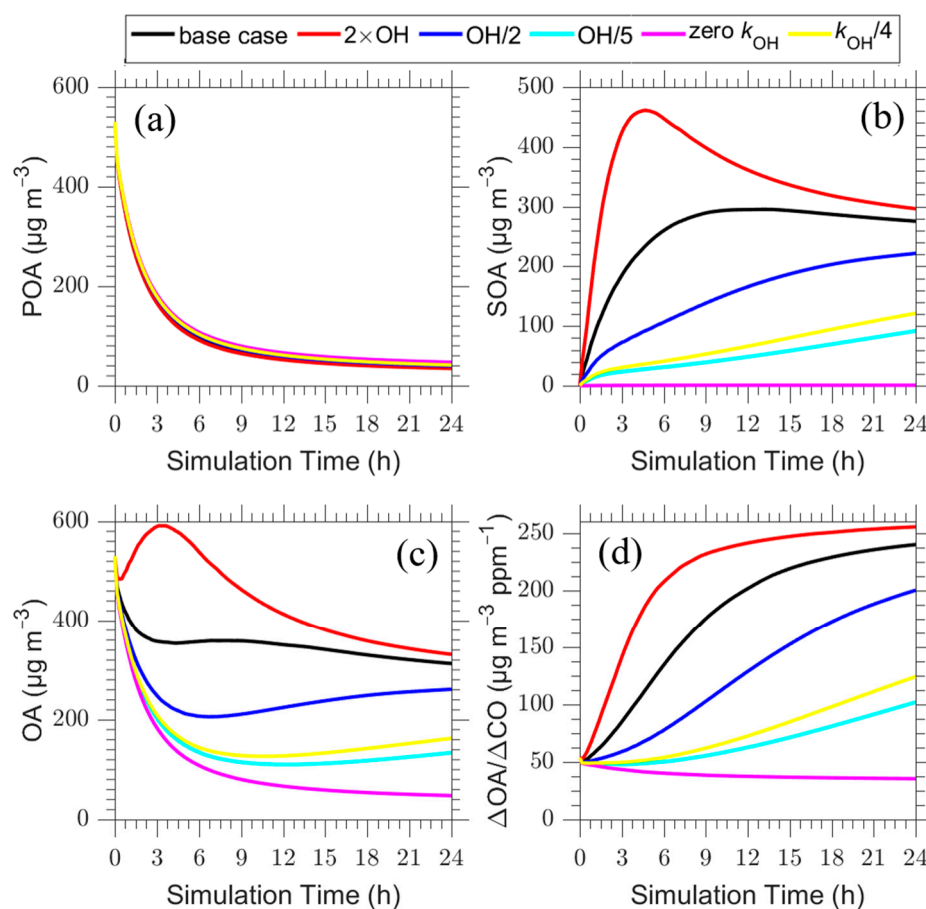 base case 2×OH OH/2 OH/5 zero k_OH k_OH/4
(a)
POA (µg m⁻³)
600
400
200
0
0 3 6 9 12 15 18 21 24
Simulation Time (h)
(b)
SOA (µg m⁻³)
500
400
300
200
100
0
0 3 6 9 12 15 18 21 24
Simulation Time (h)
(c)
OA (µg m⁻³)
600
400
200
0
0 3 6 9 12 15 18 21 24
Simulation Time (h)
(d)
ΔOA/ΔCO (µg m⁻³ ppm⁻¹)
250
200
150
100
50
0
0 3 6 9 12 15 18 21 24
Simulation Time (h)